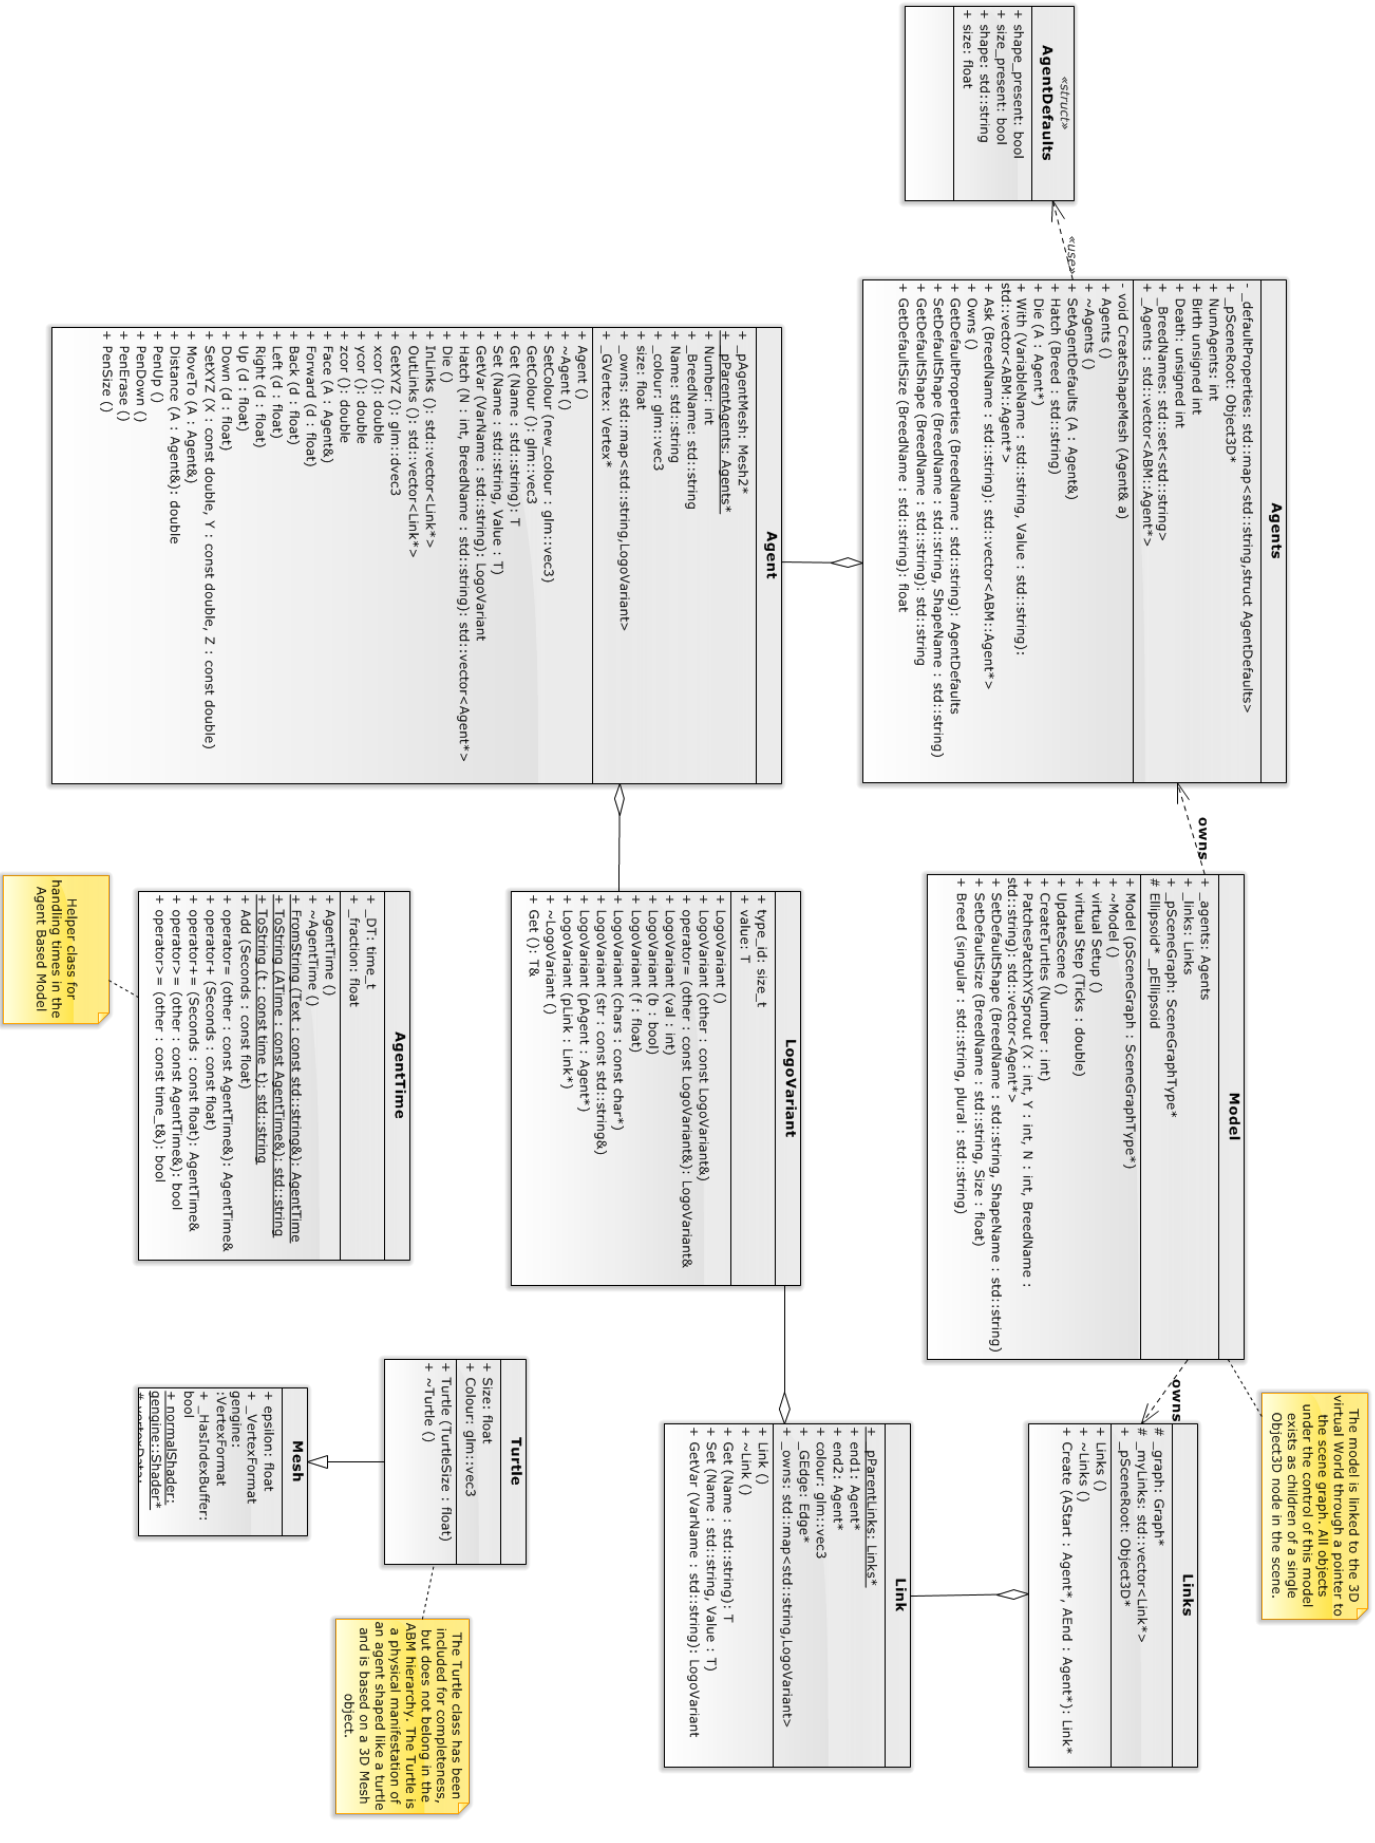 «struct»
AgentDefaults
+ shape_present: bool
+ size_present: bool
+ shape: std::string
+ size: float
«use»
Agents
- _defaultProperties: std::map<std::string,struct AgentDefaults>
+ _pSceneRoot: Object3D*
+ NumAgents: int
+ Birth unsigned int
+ Death: unsigned int
+ _BreedNames: std::set<std::string>
+ _Agents : std::vector<ABM::Agent*>
- void CreateShapeMesh (Agent& a)
+ Agents ()
+ ~Agents ()
+ SetAgentDefaults (A : Agent&)
+ Hatch (Breed : std::string)
+ Die (A : Agent*)
+ With (VariableName : std::string, Value : std::string):
std::vector<ABM::Agent*>
+ Ask (BreedName : std::string): std::vector<ABM::Agent*>
+ Owns ()
+ GetDefaultProperties (BreedName : std::string): AgentDefaults
+ SetDefaultShape (BreedName : std::string, ShapeName : std::string)
+ GetDefaultShape (BreedName : std::string): std::string
+ GetDefaultSize (BreedName : std::string): float
owns
Model
+ _agents: Agents
+ _links: Links
+ _pSceneGraph: SceneGraphType*
# Ellipsoid* _pEllipsoid
+ Model (pSceneGraph : SceneGraphType*)
+ ~Model ()
+ virtual Setup ()
+ virtual Step (Ticks : double)
+ UpdateScene ()
+ CreateTurtles (Number : int)
+ PatchesPatchXYSprout (X : int, Y : int, N : int, BreedName :
std::string): std::vector<Agent*>
+ SetDefaultShape (BreedName : std::string, ShapeName : std::string)
+ SetDefaultSize (BreedName : std::string, Size : float)
+ Breed (singular : std::string, plural : std::string)
The model is linked to the 3D
virtual World through a pointer to
the scene graph. All objects
under the control of this model
exists as children of a single
Object3D node in the scene.
owns
Links
# _graph: Graph*
# _myLinks: std::vector<Link*>
+ _pSceneRoot: Object3D*
+ Links ()
+ ~Links ()
+ Create (AStart : Agent*, AEnd : Agent*): Link*
Agent
+ _pAgentMesh: Mesh2*
+ _pParentAgents: Agents*
+ Number: int
+ _BreedName: std::string
+ Name: std::string
+ _colour: glm::vec3
+ size: float
+ _owns: std::map<std::string,LogoVariant>
+ _GVertex: Vertex*
+ Agent ()
+ ~Agent ()
+ SetColour (new_colour : glm::vec3)
+ GetColour (): glm::vec3
+ Get (Name : std::string): T
+ Set (Name : std::string, Value : T)
+ GetVar (VarName : std::string): LogoVariant
+ Hatch (N : int, BreedName : std::string): std::vector<Agent*>
+ Die ()
+ InLinks (): std::vector<Link*>
+ OutLinks (): std::vector<Link*>
+ GetXYZ (): glm::dvec3
+ xcor (): double
+ ycor (): double
+ zcor (): double
+ Face (A : Agent&)
+ Forward (d : float)
+ Back (d : float)
+ Left (d : float)
+ Right (d : float)
+ Up (d : float)
+ Down (d : float)
+ SetXYZ (X : const double, Y : const double, Z : const double)
+ MoveTo (A : Agent&)
+ Distance (A : Agent&): double
+ PenUp ()
+ PenDown ()
+ PenErase ()
+ PenSize ()
LogoVariant
+ type_id: size_t
+ value: T
+ LogoVariant ()
+ LogoVariant (other : const LogoVariant&)
+ operator= (other : const LogoVariant&): LogoVariant&
+ LogoVariant (val : int)
+ LogoVariant (b : bool)
+ LogoVariant (f : float)
+ LogoVariant (chars : const char*)
+ LogoVariant (str : const std::string&)
+ LogoVariant (pAgent : Agent*)
+ LogoVariant (pLink : Link*)
+ ~LogoVariant ()
+ Get (): T&
Link
+ _pParentLinks: Links*
+ end1: Agent*
+ end2: Agent*
+ colour: glm::vec3
+ _GEdge: Edge*
+ _owns: std::map<std::string,LogoVariant>
+ Link ()
+ ~Link ()
+ Get (Name : std::string): T
+ Set (Name : std::string, Value : T)
+ GetVar (VarName : std::string): LogoVariant
AgentTime
+ _DT: time_t
+ _fraction: float
+ AgentTime ()
+ ~AgentTime ()
+ FromString (Text : const std::string&): AgentTime
+ ToString (ATime : const AgentTime&): std::string
+ ToString (t : const time_t): std::string
+ Add (Seconds : const float)
+ operator= (other : const AgentTime&): AgentTime&
+ operator+ (Seconds : const float)
+ operator+= (Seconds : const float): AgentTime&
+ operator>= (other : const AgentTime&): bool
+ operator>= (other : const time_t&): bool
Helper class for
handling times in the
Agent Based Model
Turtle
+ Size: float
+ Colour: glm::vec3
+ Turtle (TurtleSize : float)
+ ~Turtle ()
The Turtle class has been
included for completeness,
but does not belong in the
ABM hierarchy. The Turtle is
a physical manifestation of
an agent shaped like a turtle
and is based on a 3D Mesh
object.
Mesh
+ epsilon: float
+ _VertexFormat
gengine:
:VertexFormat
+ _HasIndexBuffer:
bool
+ normalShader:
gengine::Shader*
# vertexData: